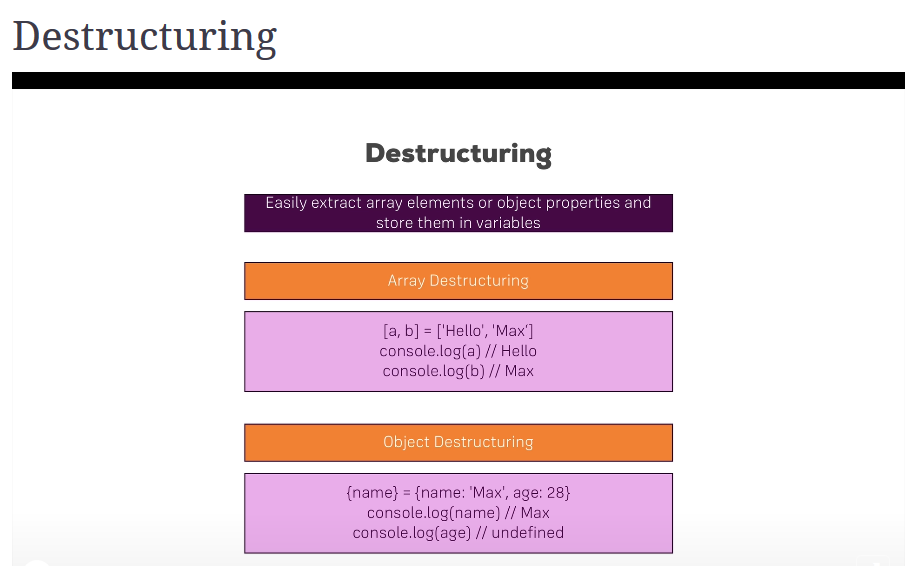 Destructuring
Destructuring
Easily extract array elements or object properties and
store them in variables
Array Destructuring
[a, b] = ['Hello', 'Max']
console.log(a) // Hello
console.log(b) // Max
Object Destructuring
{name} = {name: 'Max', age: 28}
console.log(name) // Max
console.log(age) // undefined